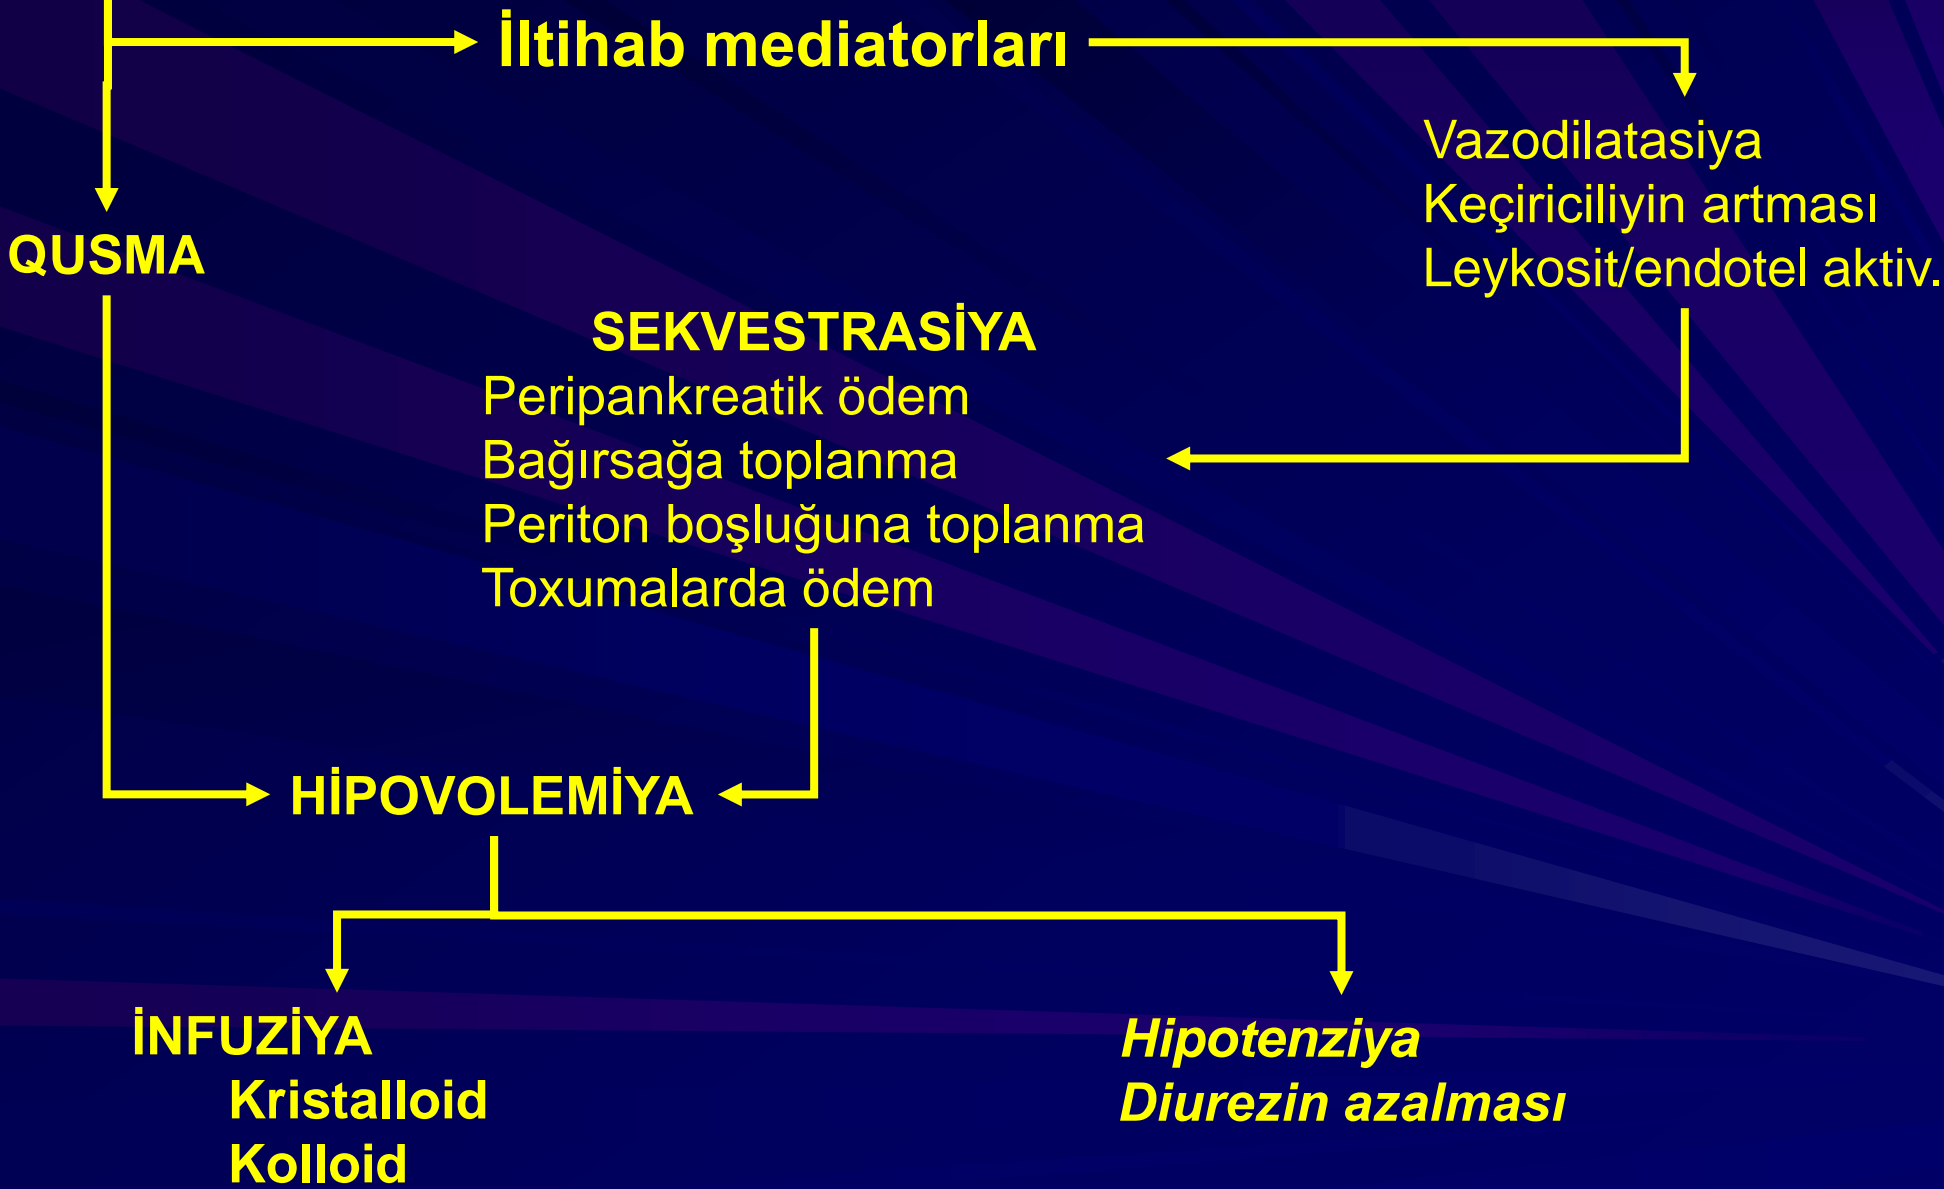 İltihab mediatorları
Vazodilatasiya
Keçiriciliyin artması
Leykosit/endotel aktiv.
QUSMA
SEKVESTRASİYA
Peripankreatik ödem
Bağırsağa toplanma
Periton boşluğuna toplanma
Toxumalarda ödem
HİPOVOLEMİYA
İNFUZİYA
Kristalloid
Kolloid
Hipotenziya
Diurezin azalması